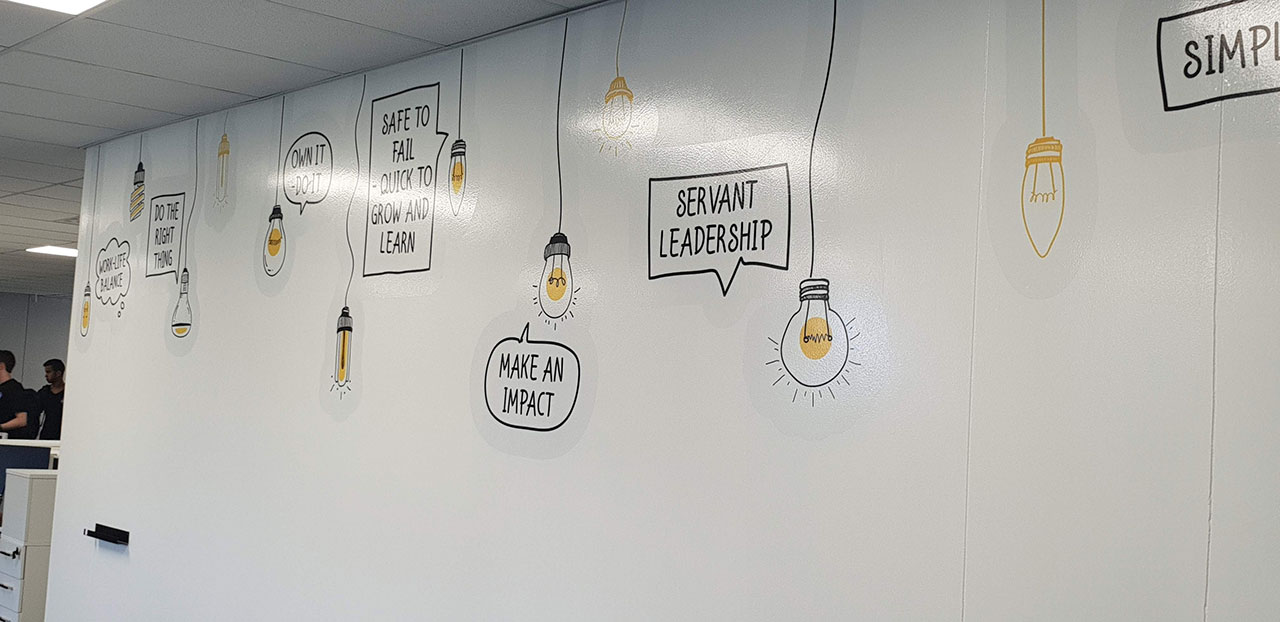 WORK-LIFE
BALANCE
DO THE
RIGHT
THING
OWN IT
-DO IT
SAFE TO
FAIL
- QUICK TO
GROW AND
LEARN
MAKE AN
IMPACT
SERVANT
LEADERSHIP
SIMPL